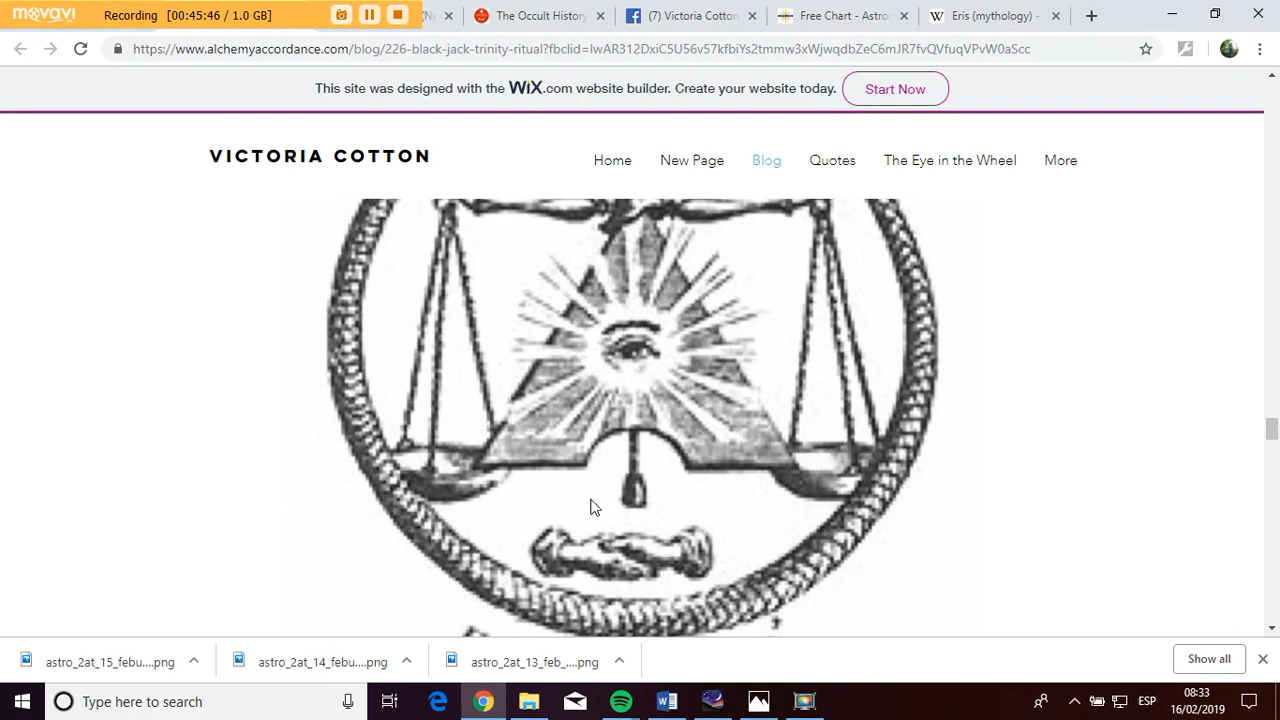 movavi Recording [00:45:46 / 1.0 GB]
The Occult History
(7) Victoria Cotton
Free Chart - Astro
Eris (mythology) -
https://www.alchemyaccordance.com/blog/226-black-jack-trinity-ritual?fbclid=IwAR312DxiC5U56v57kfbiYs2tmmw3xWjwqdbZeC6mJR7fvQVfuqVPvW0aScc
This site was designed with the WiX.com website builder. Create your website today. Start Now
VICTORIA COTTON Home New Page Blog Quotes The Eye in the Wheel More
astro_2at_15_febu....png astro_2at_14_febu....png astro_2at_13_feb_....png Show all
Type here to search ESP 08:33
16/02/2019